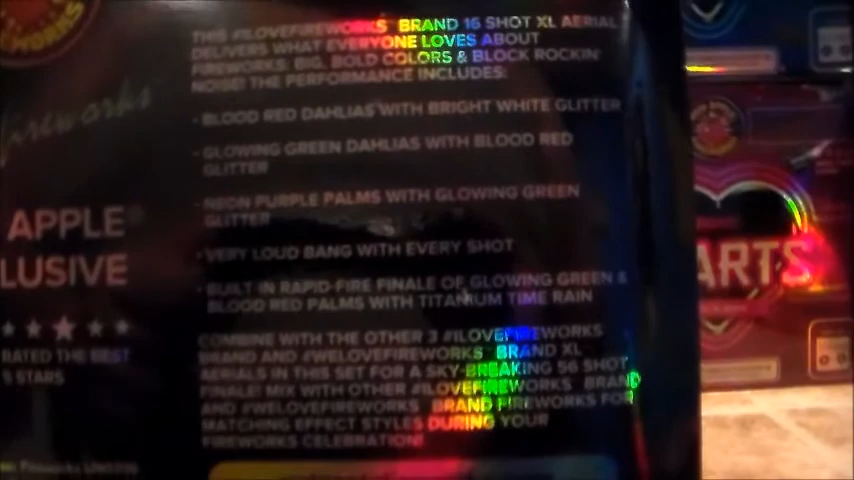 fireworks
APPLE
LUSIVE
RATED THE BEST
5 STARS
THIS #ILOVEFIREWORKS BRAND 16 SHOT XL AERIAL
DELIVERS WHAT EVERYONE LOVES ABOUT
FIREWORKS: BIG, BOLD COLORS & BLOCK ROCKIN'
NOISE! THE PERFORMANCE INCLUDES:
- BLOOD RED DAHLIAS WITH BRIGHT WHITE GLITTER
- GLOWING GREEN DAHLIAS WITH BLOOD RED
GLITTER
- NEON PURPLE PALMS WITH GLOWING GREEN
GLITTER
- VERY LOUD BANG WITH EVERY SHOT
- BUILT IN RAPID-FIRE FINALE OF GLOWING GREEN &
BLOOD RED PALMS WITH TITANIUM TIME RAIN
COMBINE WITH THE OTHER 3 #ILOVEFIREWORKS
BRAND AND #WELOVEFIREWORKS BRAND XL
AERIALS IN THIS SET FOR A SKY-BREAKING 56 SHOT
FINALE! MIX WITH OTHER #ILOVEFIREWORKS BRAND
AND #WELOVEFIREWORKS BRAND FIREWORKS FOR
MATCHING EFFECT STYLES DURING YOUR
FIREWORKS CELEBRATION!
ARTS